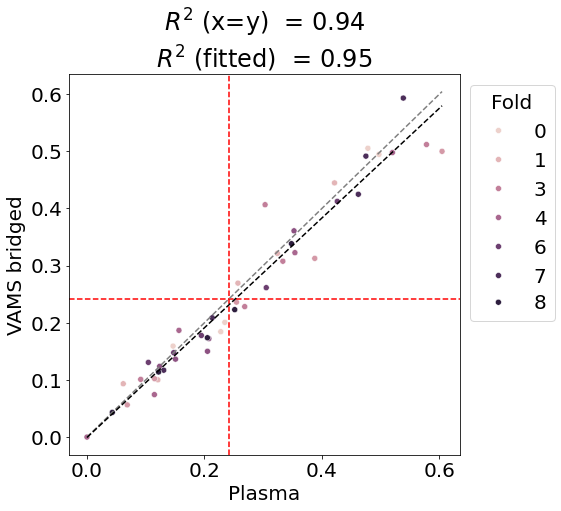 R² (x=y) = 0.94
R² (fitted) = 0.95
Fold
0
1
3
4
6
7
8
VAMS bridged
0.6
0.5
0.4
0.3
0.2
0.1
0.0
0.0 0.2 0.4 0.6
Plasma